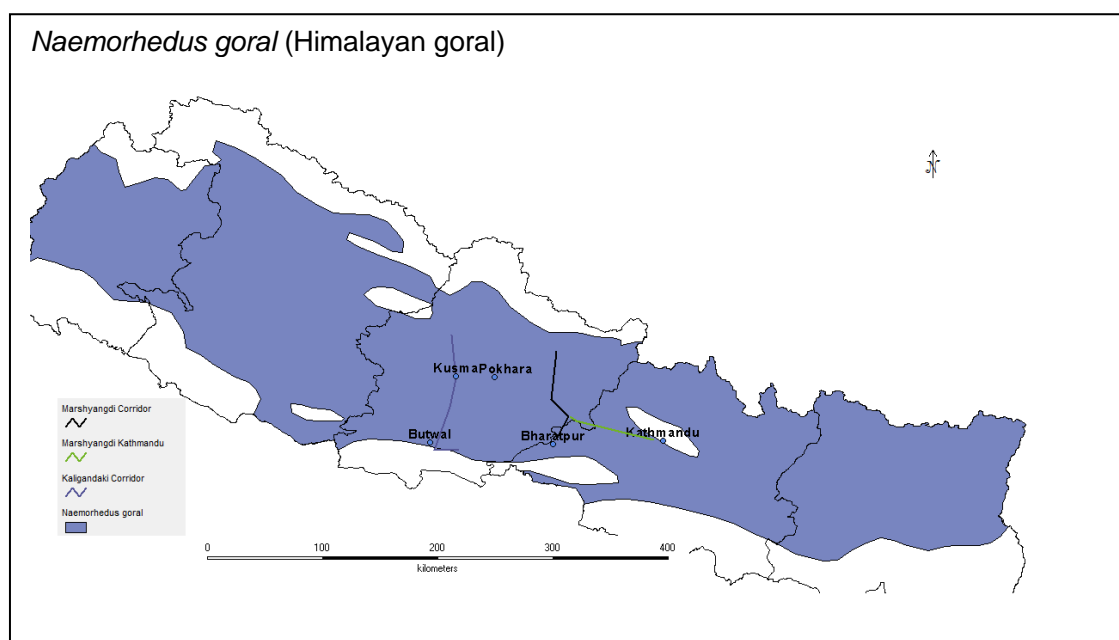 Naemorhedus goral (Himalayan goral)
N
Kusma Pokhara
Butwal
Bharatpur
Kathmandu
Marshyangdi Corridor
Marshyangdi Kathmandu
Kaligandaki Corridor
Naemorhedus goral
0 100 200 300 400
kilometers